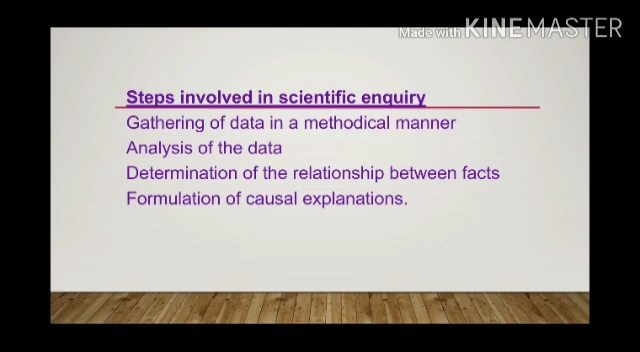 Made with KINEMASTER
Steps involved in scientific enquiry
Gathering of data in a methodical manner
Analysis of the data
Determination of the relationship between facts
Formulation of causal explanations.